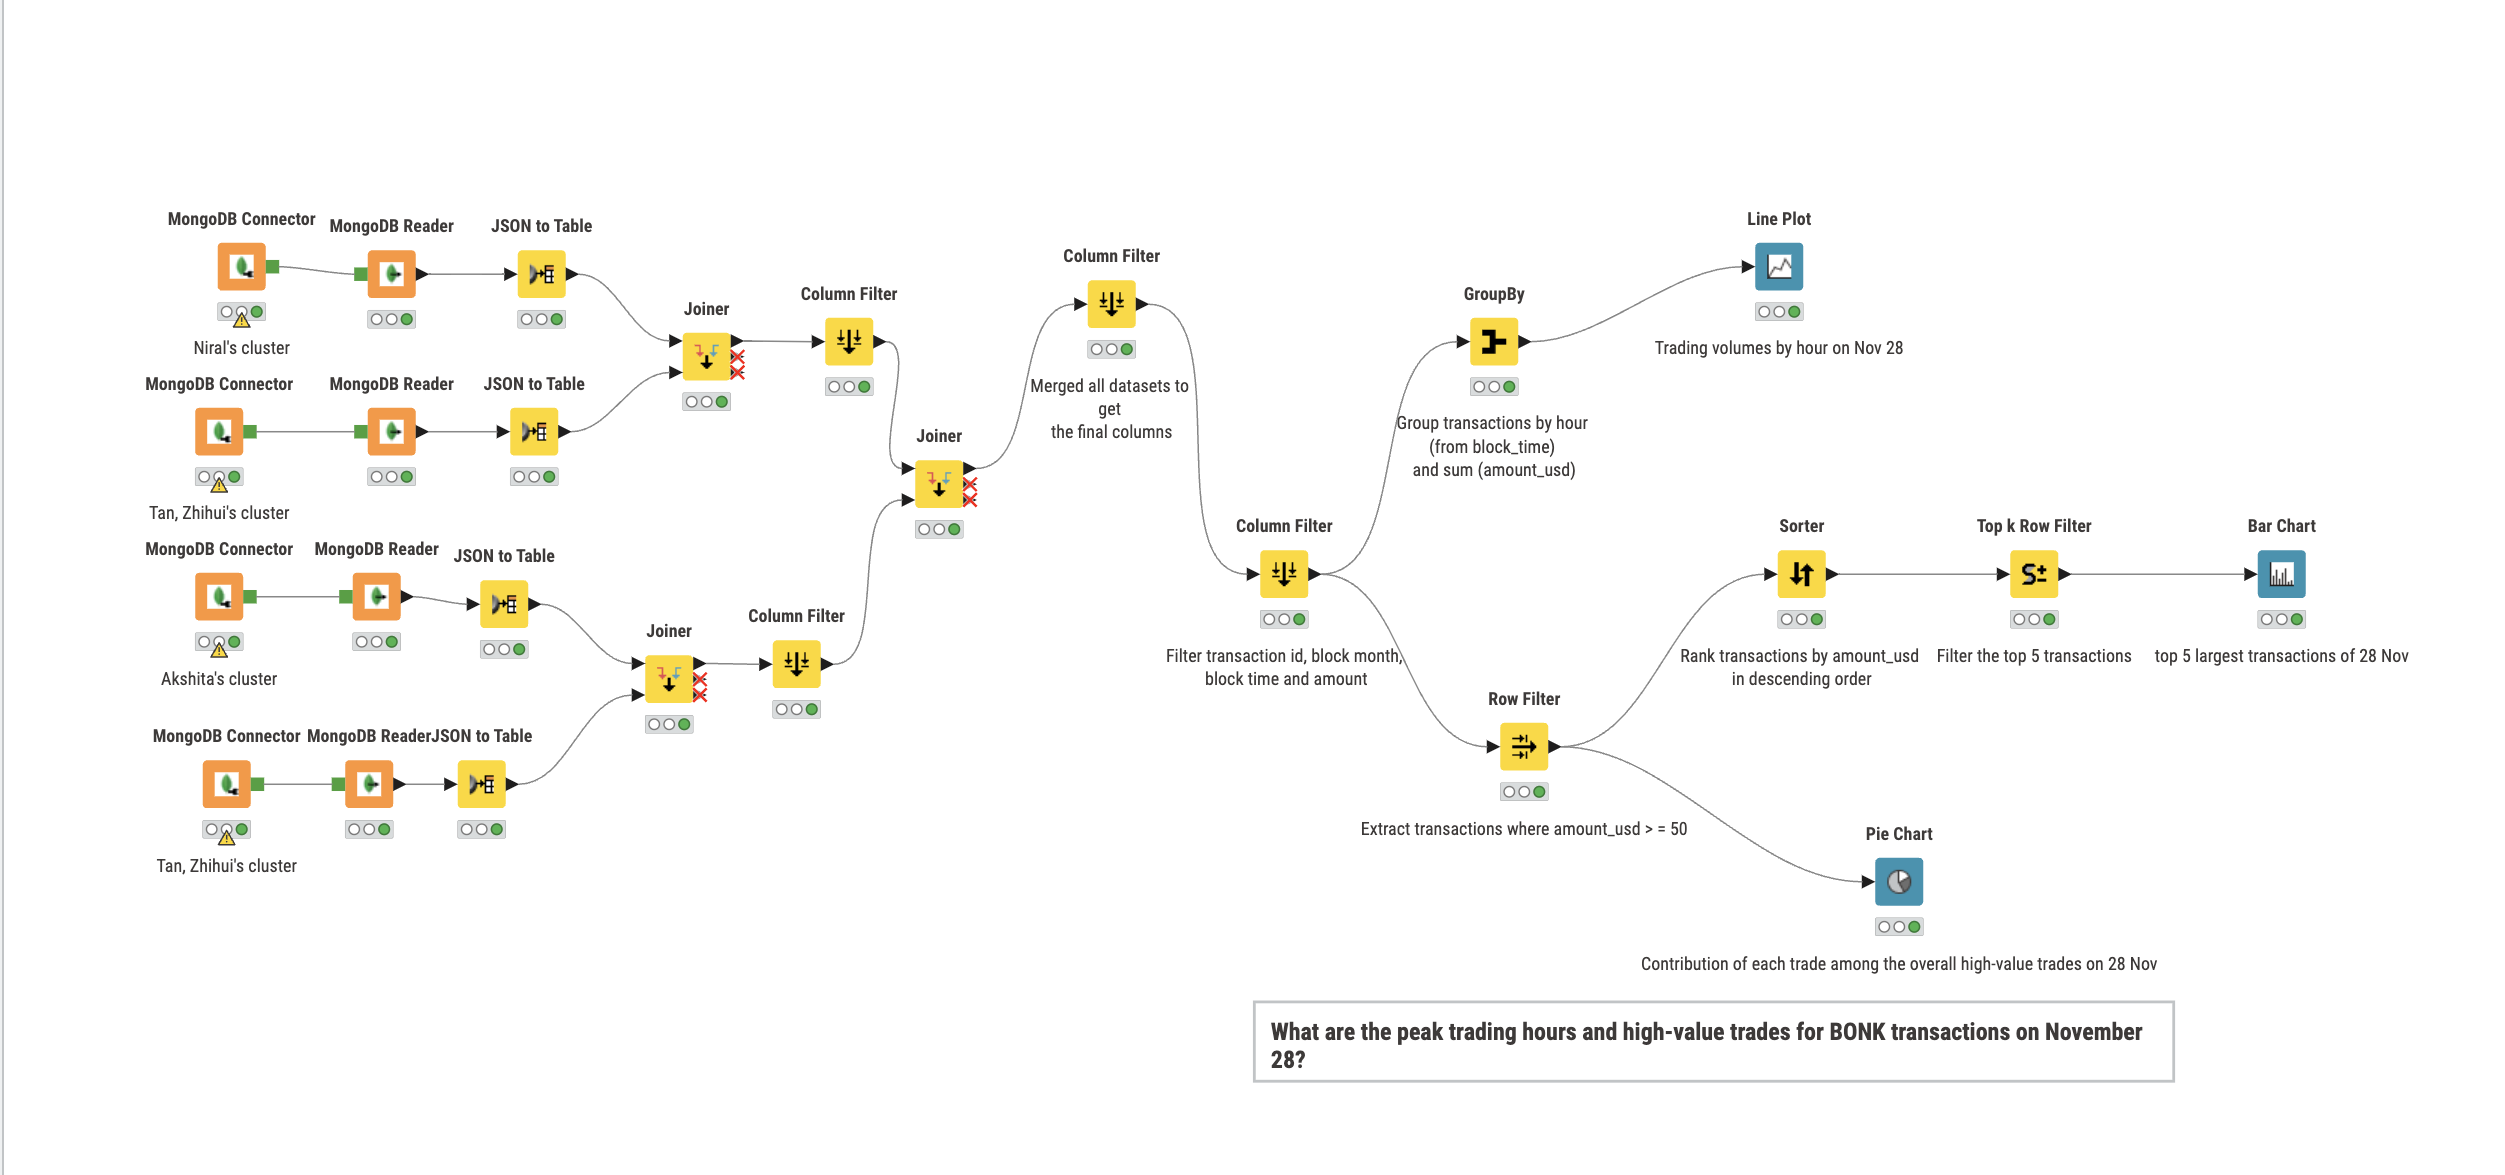 MongoDB Connector
MongoDB Reader
JSON to Table
Niral's cluster
MongoDB Connector
MongoDB Reader
JSON to Table
Tan, Zhihui's cluster
MongoDB Connector
MongoDB Reader
JSON to Table
Akshita's cluster
MongoDB Connector
MongoDB Reader
JSON to Table
Tan, Zhihui's cluster
Joiner
Column Filter
Joiner
Column Filter
Joiner
Column Filter
Merged all datasets to
get
the final columns
Column Filter
Filter transaction id, block month,
block time and amount
GroupBy
Group transactions by hour
(from block_time)
and sum (amount_usd)
Line Plot
Trading volumes by hour on Nov 28
Row Filter
Extract transactions where amount_usd > = 50
Sorter
Rank transactions by amount_usd
in descending order
Top k Row Filter
Filter the top 5 transactions
Bar Chart
top 5 largest transactions of 28 Nov
Pie Chart
Contribution of each trade among the overall high-value trades on 28 Nov
What are the peak trading hours and high-value trades for BONK transactions on November
28?